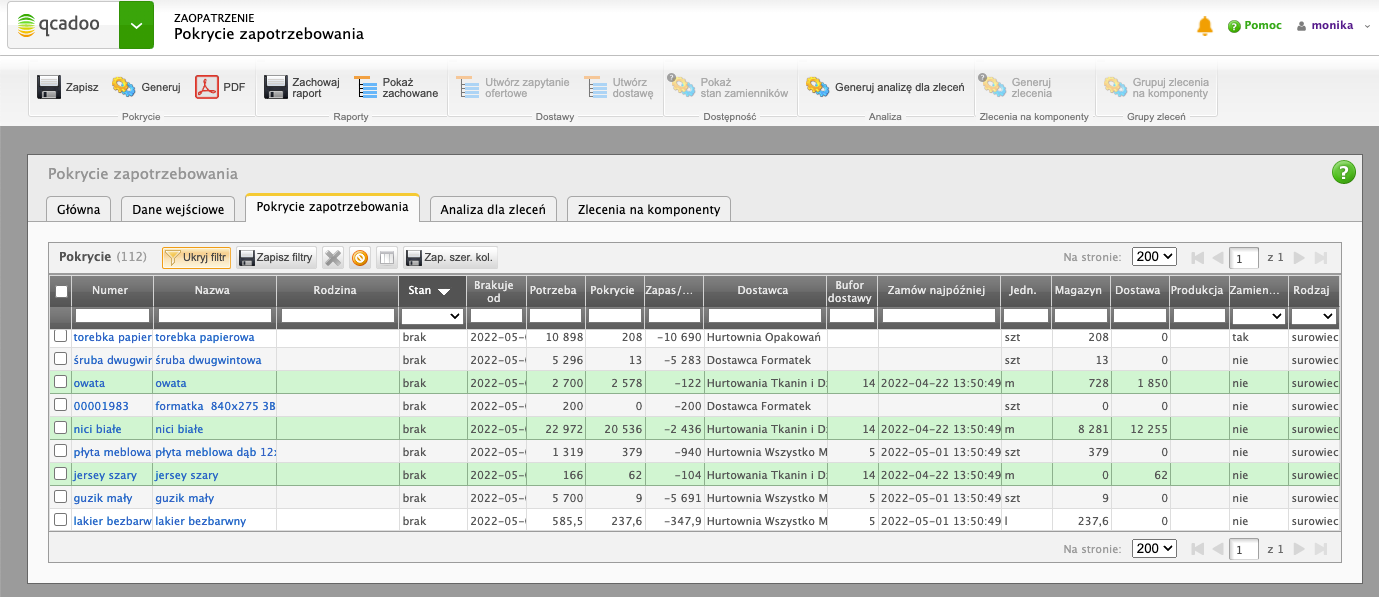 qcadoo
ZAOPATRZENIE
Pokrycie zapotrzebowania
Pomoc monika
Zapisz Generuj PDF Zachowaj raport Pokaż zachowane Utwórz zapytanie ofertowe Utwórz dostawę Pokaż stan zamienników Generuj analizę dla zleceń Generuj zlecenia Grupuj zlecenia na komponenty
Pokrycie Raporty Dostawy Dostępność Analiza Zlecenia na komponenty Grupy zleceń
Pokrycie zapotrzebowania
Główna Dane wejściowe Pokrycie zapotrzebowania Analiza dla zleceń Zlecenia na komponenty
Pokrycie (112) Ukryj filtr Zapisz filtry Zap. szer. kol. Na stronie: 200 1 z 1
Numer Nazwa Rodzina Stan Brakuje od Potrzeba Pokrycie Zapas/... Dostawca Bufor dostawy Zamów najpóźniej Jedn. Magazyn Dostawa Produkcja Zamien... Rodzaj
torebka papier torebka papierowa brak 2022-05- 10 898 208 -10 690 Hurtownia Opakowań szt 208 0 tak surowiec
śruba dwugwin śruba dwugwintowa brak 2022-05- 5 296 13 -5 283 Dostawca Formatek szt 13 0 nie surowiec
owata owata brak 2022-05- 2 700 2 578 -122 Hurtowania Tkanin i D 14 2022-04-22 13:50:49 m 728 1 850 nie surowiec
00001983 formatka 840x275 3B brak 2022-05- 200 0 -200 Dostawca Formatek szt 0 0 nie surowiec
nici białe nici białe brak 2022-05- 22 972 20 536 -2 436 Hurtowania Tkanin i D 14 2022-04-22 13:50:49 m 8 281 12 255 nie surowiec
płyta meblowa płyta meblowa dąb 12 brak 2022-05- 1 319 379 -940 Hurtownia Wszystko M 5 2022-05-01 13:50:49 szt 379 0 nie surowiec
jersey szary jersey szary brak 2022-05- 166 62 -104 Hurtowania Tkanin i D 14 2022-04-22 13:50:49 m 0 62 nie surowiec
guzik mały guzik mały brak 2022-05- 5 700 9 -5 691 Hurtownia Wszystko M 5 2022-05-01 13:50:49 szt 9 0 nie surowiec
lakier bezbarw lakier bezbarwny brak 2022-05- 585,5 237,6 -347,9 Hurtownia Wszystko M 5 2022-05-01 13:50:49 l 237,6 0 nie surowiec
Na stronie: 200 1 z 1